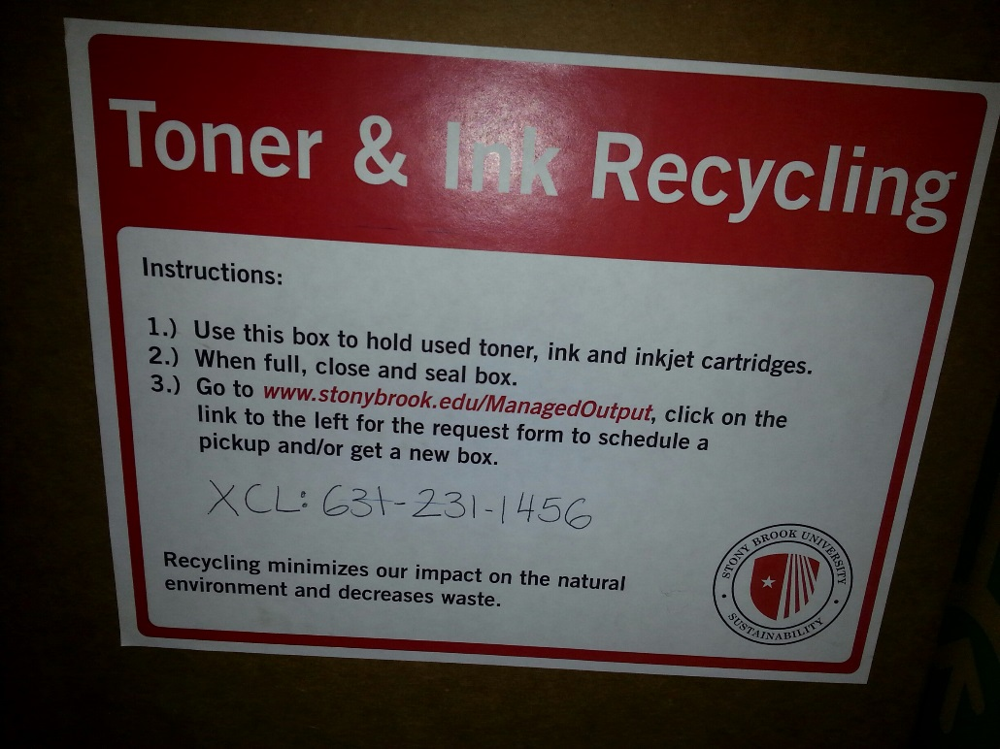 Toner & Ink Recycling
Instructions:
1.) Use this box to hold used toner, ink and inkjet cartridges.
2.) When full, close and seal box.
3.) Go to www.stonybrook.edu/ManagedOutput, click on the
link to the left for the request form to schedule a
pickup and/or get a new box.
XCL: 631-231-1456
Recycling minimizes our impact on the natural
environment and decreases waste.
STONY BROOK UNIVERSITY
SUSTAINABILITY